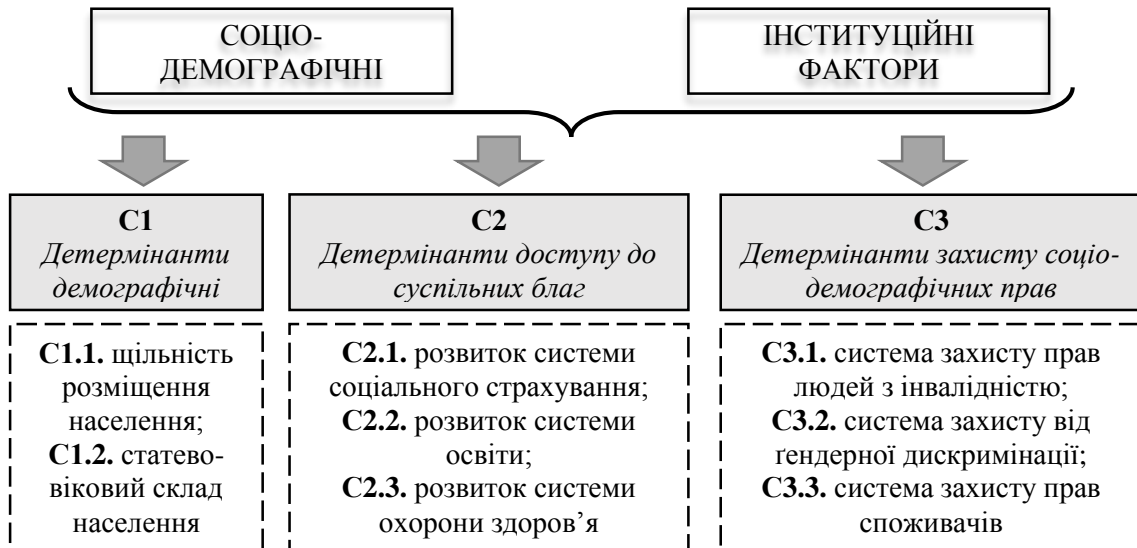 СОЦІО-
ДЕМОГРАФІЧНІ
ІНСТИТУЦІЙНІ
ФАКТОРИ
С1
Детермінанти
демографічні
С2
Детермінанти доступу до
суспільних благ
С3
Детермінанти захисту соціо-
демографічних прав
С1.1. щільність
розміщення
населення;
С1.2. статево-
віковий склад
населення
С2.1. розвиток системи
соціального страхування;
С2.2. розвиток системи
освіти;
С2.3. розвиток системи
охорони здоров’я
С3.1. система захисту прав
людей з інвалідністю;
С3.2. система захисту від
ґендерної дискримінації;
С3.3. система захисту прав
споживачів